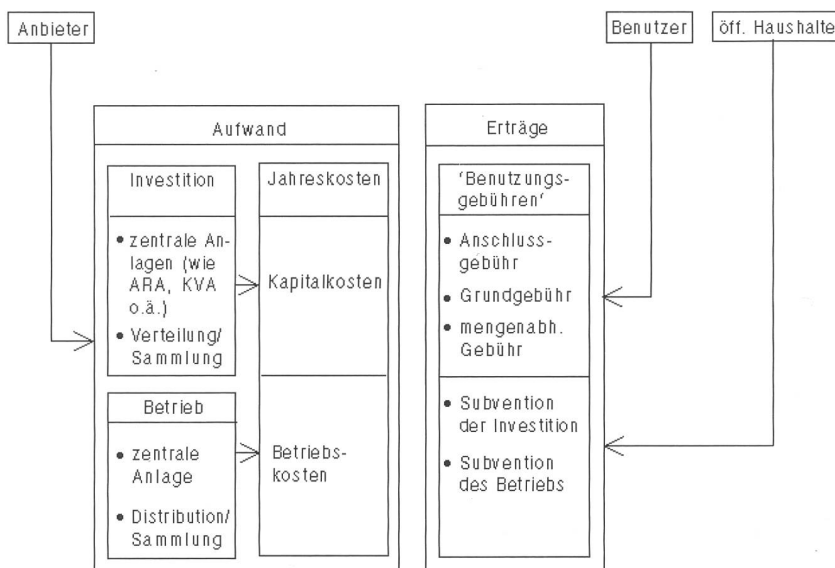 Anbieter
Benutzer
öff. Haushalte
Aufwand
Investition
• zentrale An-
lagen (wie
ARA, KVA
o.ä.)
• Verteilung/
Sammlung
Betrieb
• zentrale
Anlage
• Distribution/
Sammlung
Jahreskosten
Kapitalkosten
Betriebs-
kosten
Erträge
'Benutzungs-
gebühren'
• Anschluss-
gebühr
• Grundgebühr
• mengenabh.
Gebühr
• Subvention
der Investition
• Subvention
des Betriebs